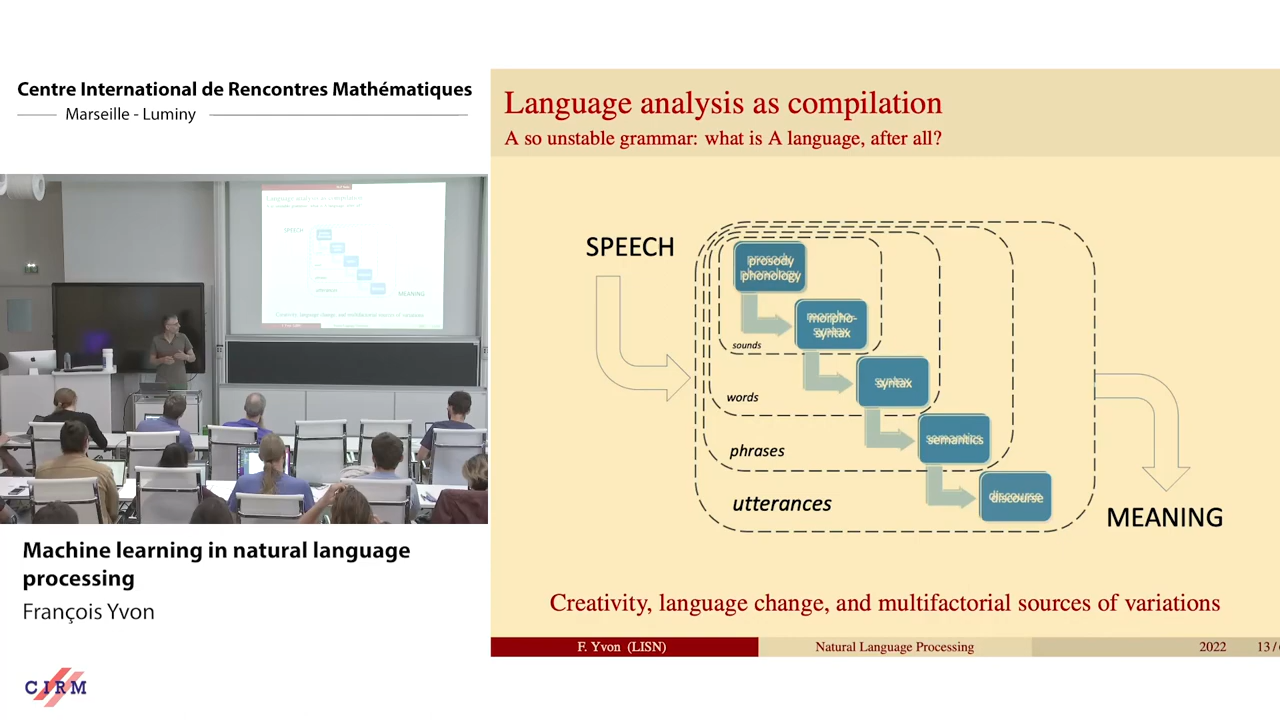 Centre International de Rencontres Mathématiques
Marseille - Luminy
Language analysis as compilation
A so unstable grammar: what is A language, after all?
SPEECH
prosody
phonology
morpho-
syntax
sounds
syntax
words
semantics
phrases
discourse
utterances
MEANING
Creativity, language change, and multifactorial sources of variations
F. Yvon (LISN)
Natural Language Processing
2022
13 /
SPEECH
MEANING
Machine learning in natural language
processing
François Yvon
CIRM